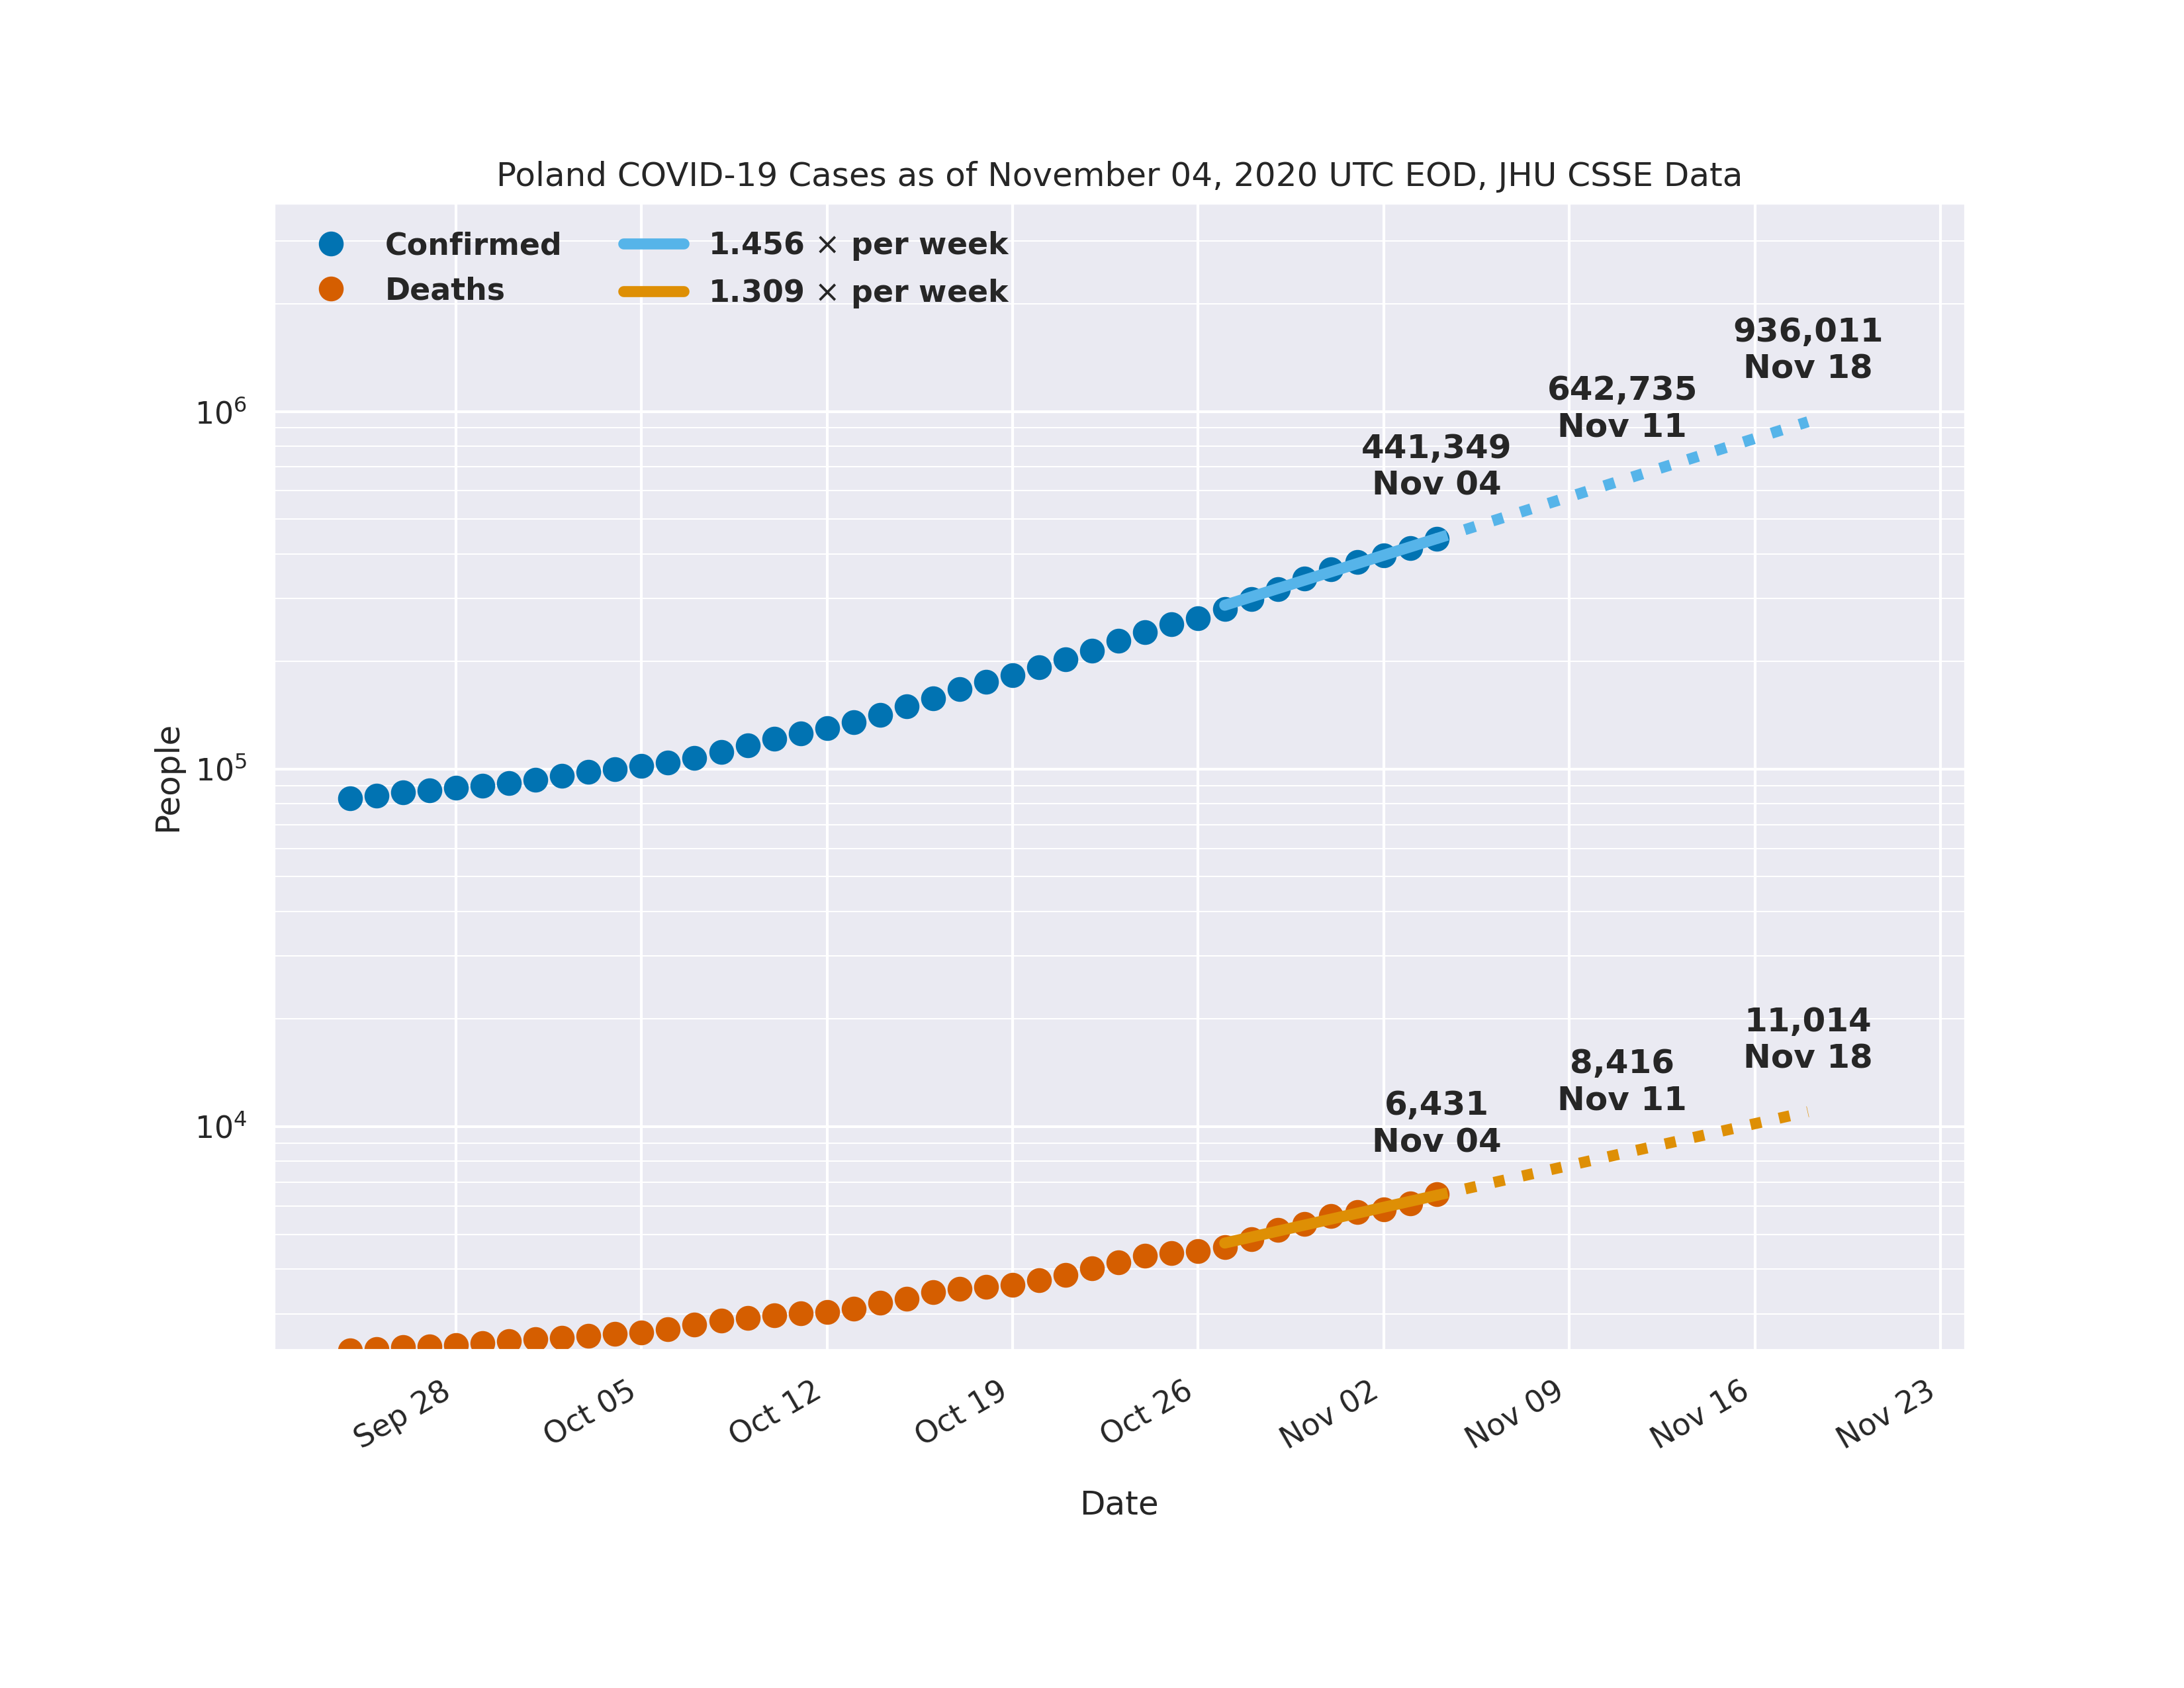 Poland COVID-19 Cases as of November 04, 2020 UTC EOD, JHU CSSE Data
Confirmed
Deaths
1.456 × per week
1.309 × per week
936,011
Nov 18
642,735
Nov 11
441,349
Nov 04
11,014
Nov 18
8,416
Nov 11
6,431
Nov 04
People
10⁶
10⁵
10⁴
Sep 28
Oct 05
Oct 12
Oct 19
Oct 26
Nov 02
Nov 09
Nov 16
Nov 23
Date